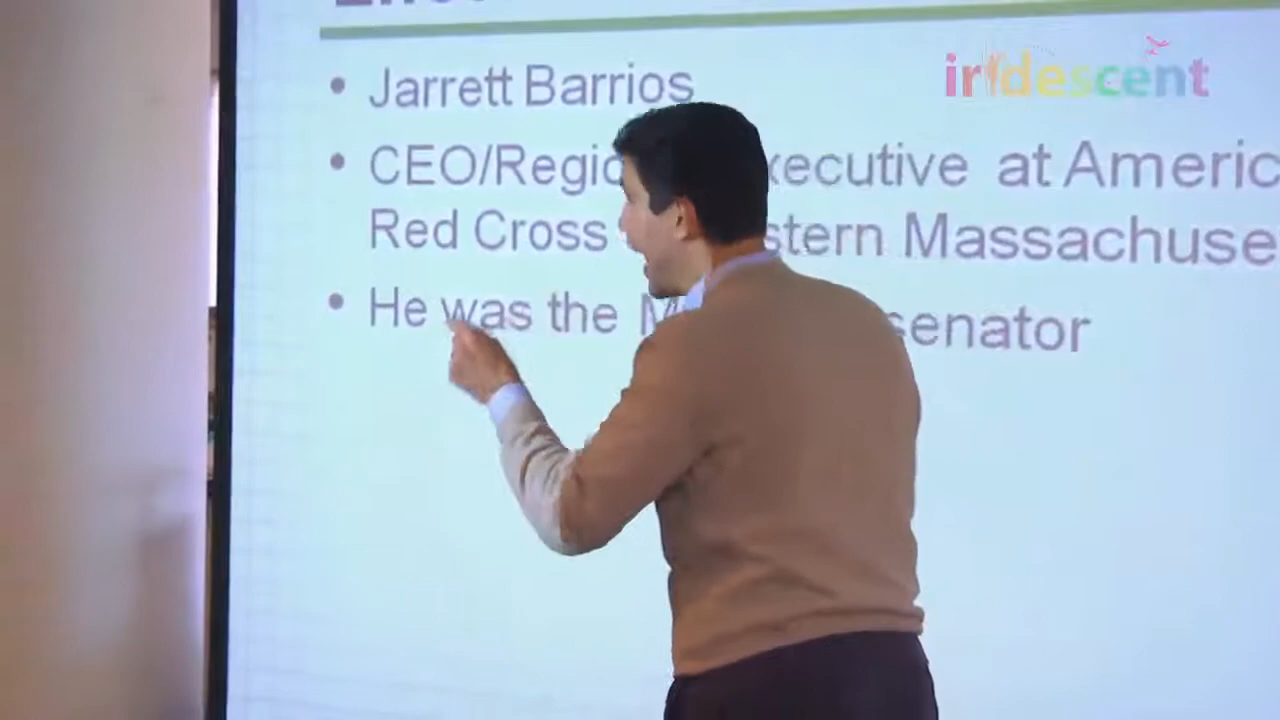 iridescent
• Jarrett Barrios
• CEO/Regio xecutive at Americ
Red Cross stern Massachuse
• He was the senator